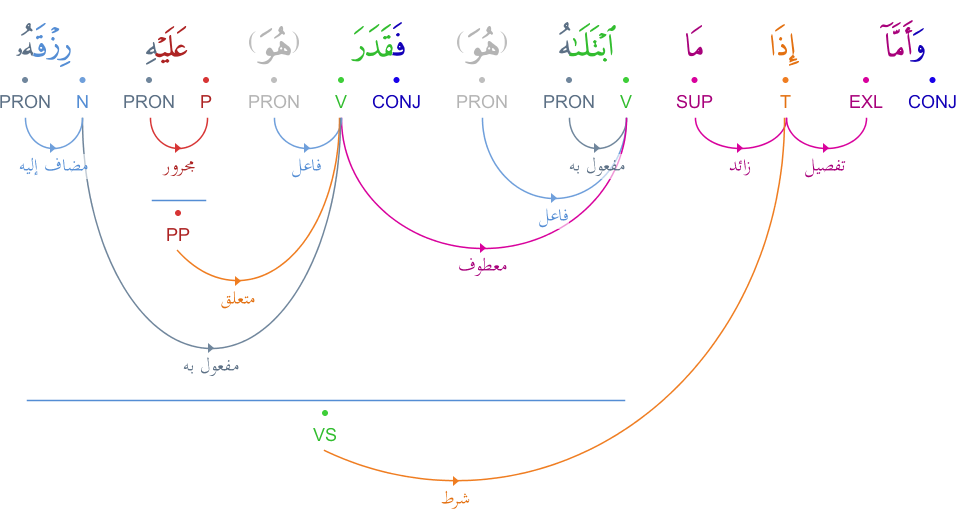 وَأَمَّآ إِذَا مَا ٱبْتَلَىٰهُ (هُوَ) فَقَدَرَ (هُوَ) عَلَيْهِ رِزْقَهُۥ
CONJ EXL T SUP V PRON PRON CONJ V PRON P PRON N PRON
تفصيل زائد مفعول به فاعل مجرور مضاف إليه
فاعل
PP
معطوف
متعلق
مفعول به
VS
شرط